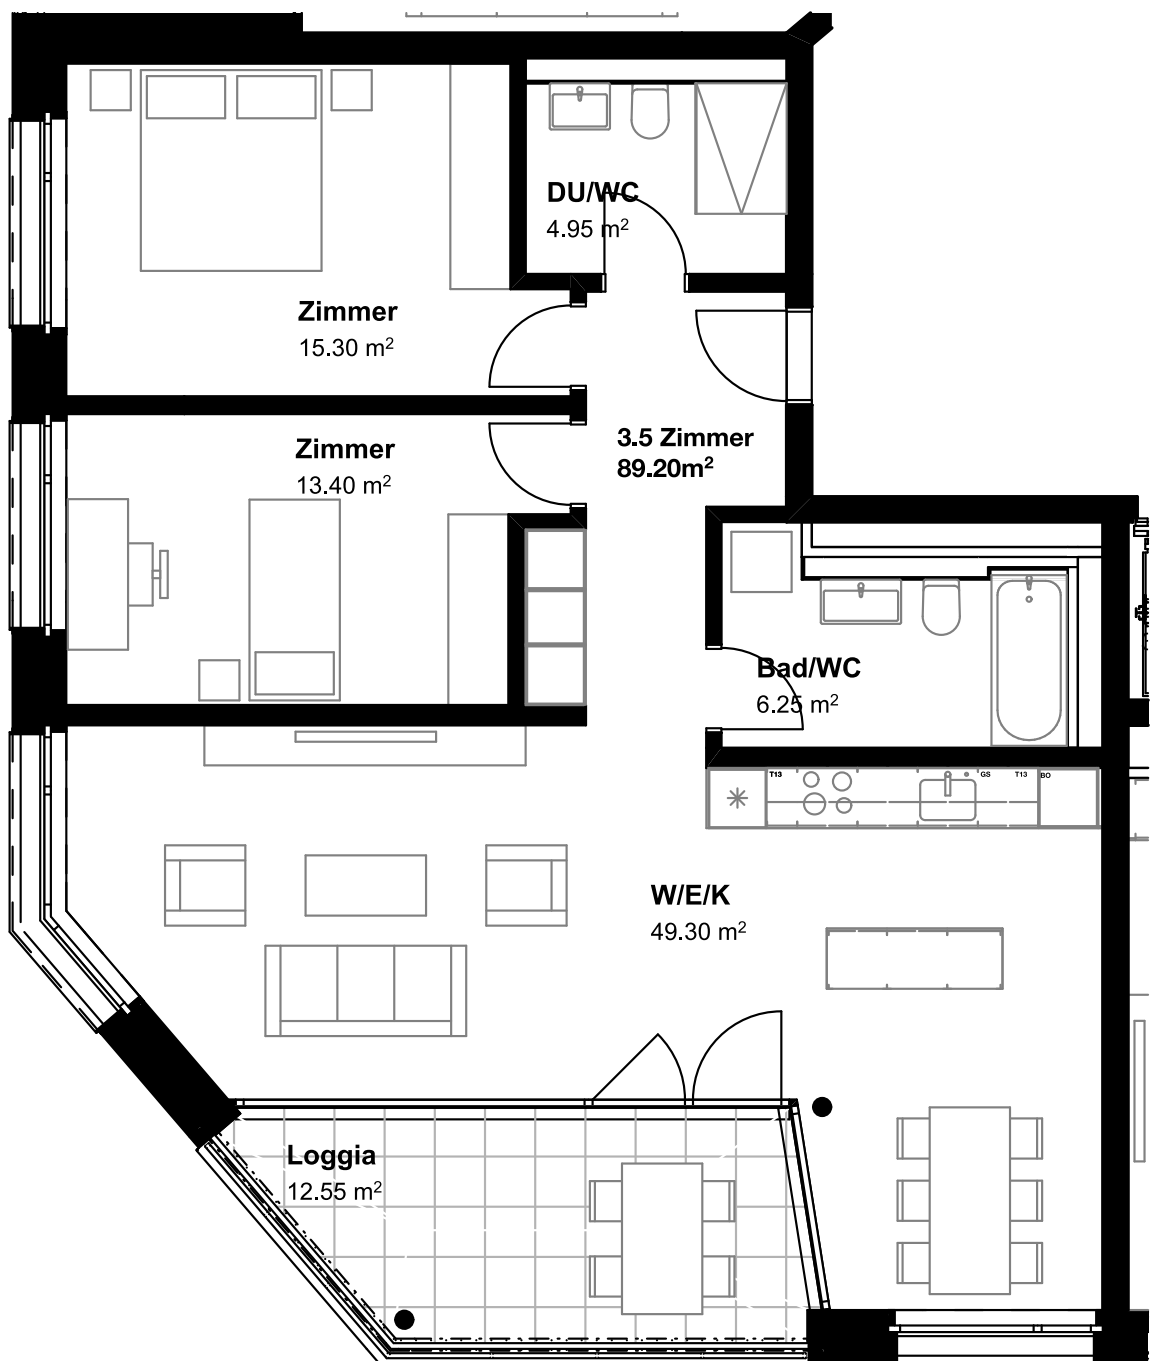 DU/WC
4.95 m²
Zimmer
15.30 m²
3.5 Zimmer
89.20m²
Zimmer
13.40 m²
Bad/WC
6.25 m²
T13
GS
T13
BO
W/E/K
49.30 m²
Loggia
12.55 m²